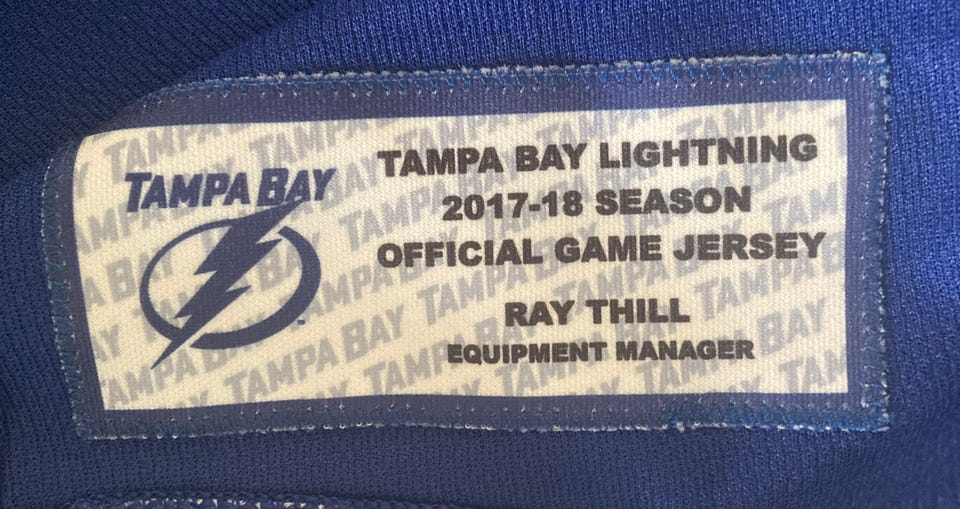 TAMPA BAY
TAMPA BAY LIGHTNING
2017-18 SEASON
OFFICIAL GAME JERSEY
RAY THILL
EQUIPMENT MANAGER